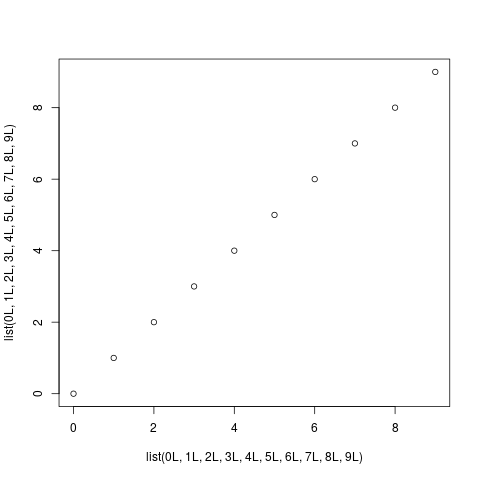 8
6
4
2
0
list(0L, 1L, 2L, 3L, 4L, 5L, 6L, 7L, 8L, 9L)
0 2 4 6 8
list(0L, 1L, 2L, 3L, 4L, 5L, 6L, 7L, 8L, 9L)